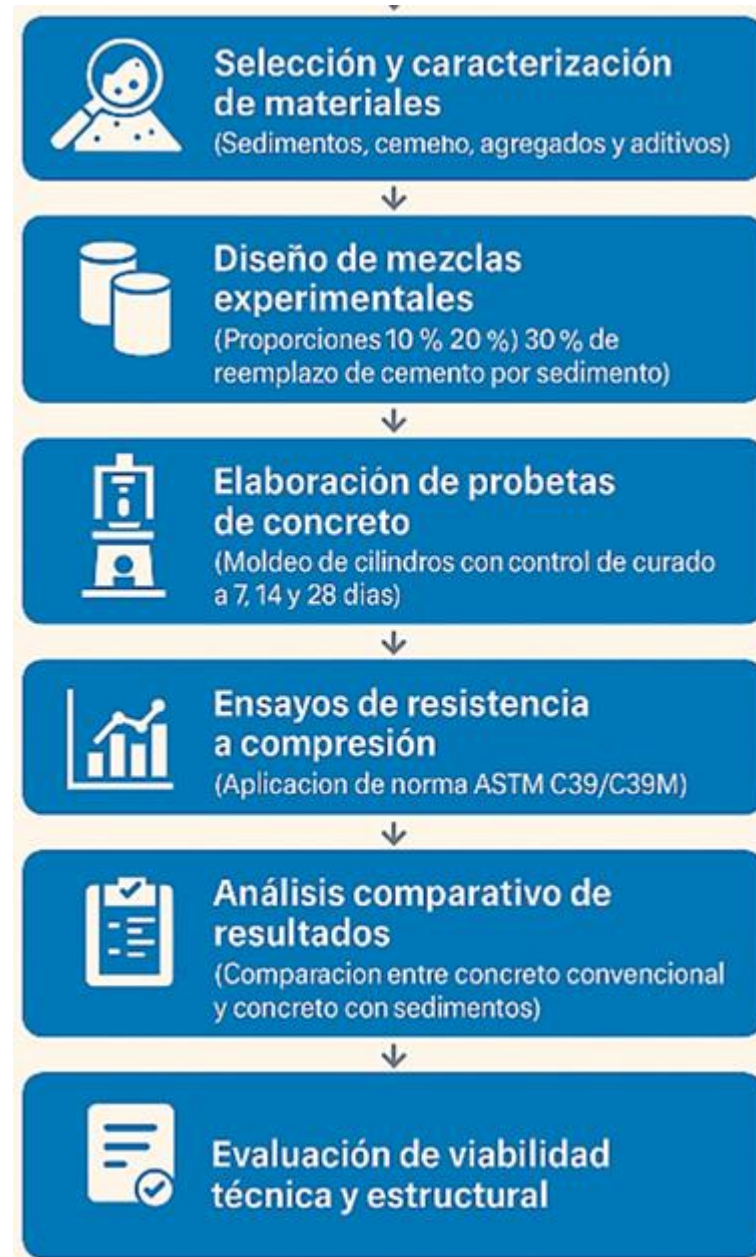 Selección y caracterización
de materiales
(Sedimentos, cemeho, agregados y aditivos)
Diseño de mezclas
experimentales
(Proporciones 10 % 20 %) 30 % de
reemplazo de cemento por sedimento)
Elaboración de probetas
de concreto
(Moldeo de cilindros con control de curado
a 7, 14 y 28 dias)
Ensayos de resistencia
a compresión
(Aplicacion de norma ASTM C39/C39M)
Análisis comparativo de
resultados
(Comparacion entre concreto convencional
y concreto con sedimentos)
Evaluación de viabilidad
técnica y estructural